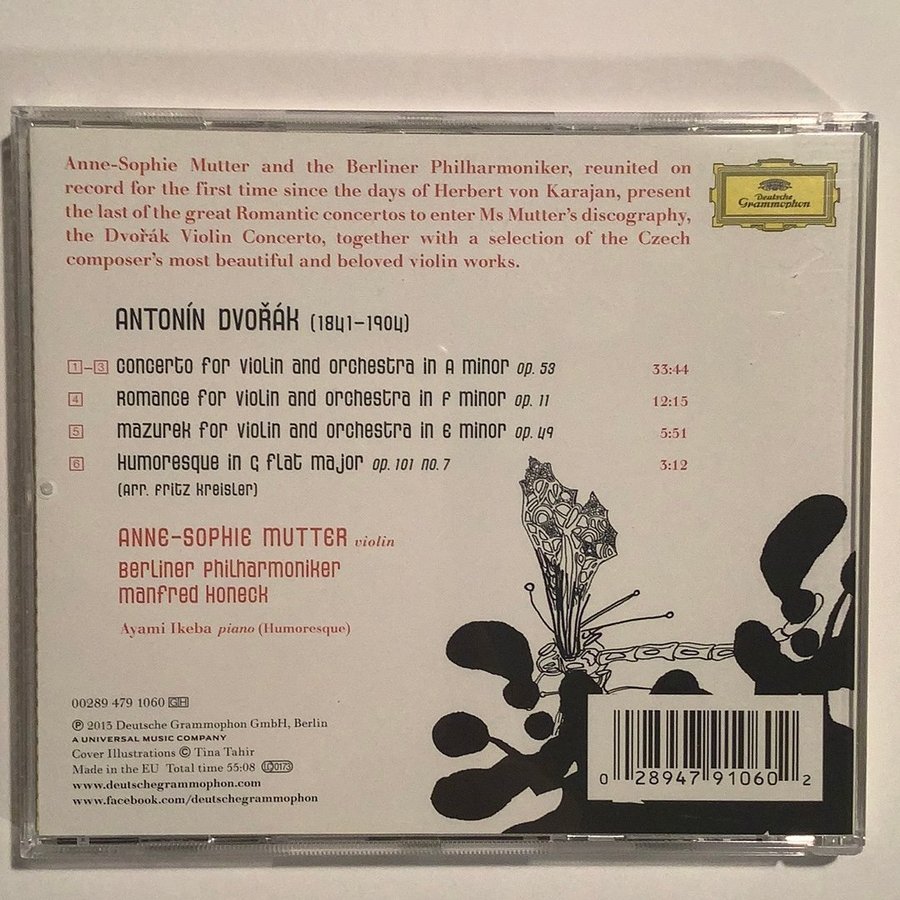 Anne-Sophie Mutter and the Berliner Philharmoniker, reunited on
record for the first time since the days of Herbert von Karajan, present
the last of the great Romantic concertos to enter Ms Mutter's discography,
the Dvořák Violin Concerto, together with a selection of the Czech
composer's most beautiful and beloved violin works.
Deutsche
Grammophon
ANTONÍN DVOŘÁK (1841–1904)
1–3 concerto for violin and orchestra in A minor op. 53 33:44
4 Romance for violin and orchestra in F minor op. 11 12:15
5 mazurek for violin and orchestra in E minor op. 49 5:51
6 Humoresque in G flat major op. 101 no. 7 3:12
(Arr. Fritz Kreisler)
ANNE-SOPHIE MUTTER violin
Berliner Philharmoniker
manfred Honeck
Ayami Ikeba piano (Humoresque)
00289 479 1060 GH
℗ 2013 Deutsche Grammophon GmbH, Berlin
A UNIVERSAL MUSIC COMPANY
Cover Illustrations © Tina Tahir
Made in the EU Total time 55:08 LC0173
www.deutschegrammophon.com
www.facebook.com/deutschegrammophon
0 28947 91060 2